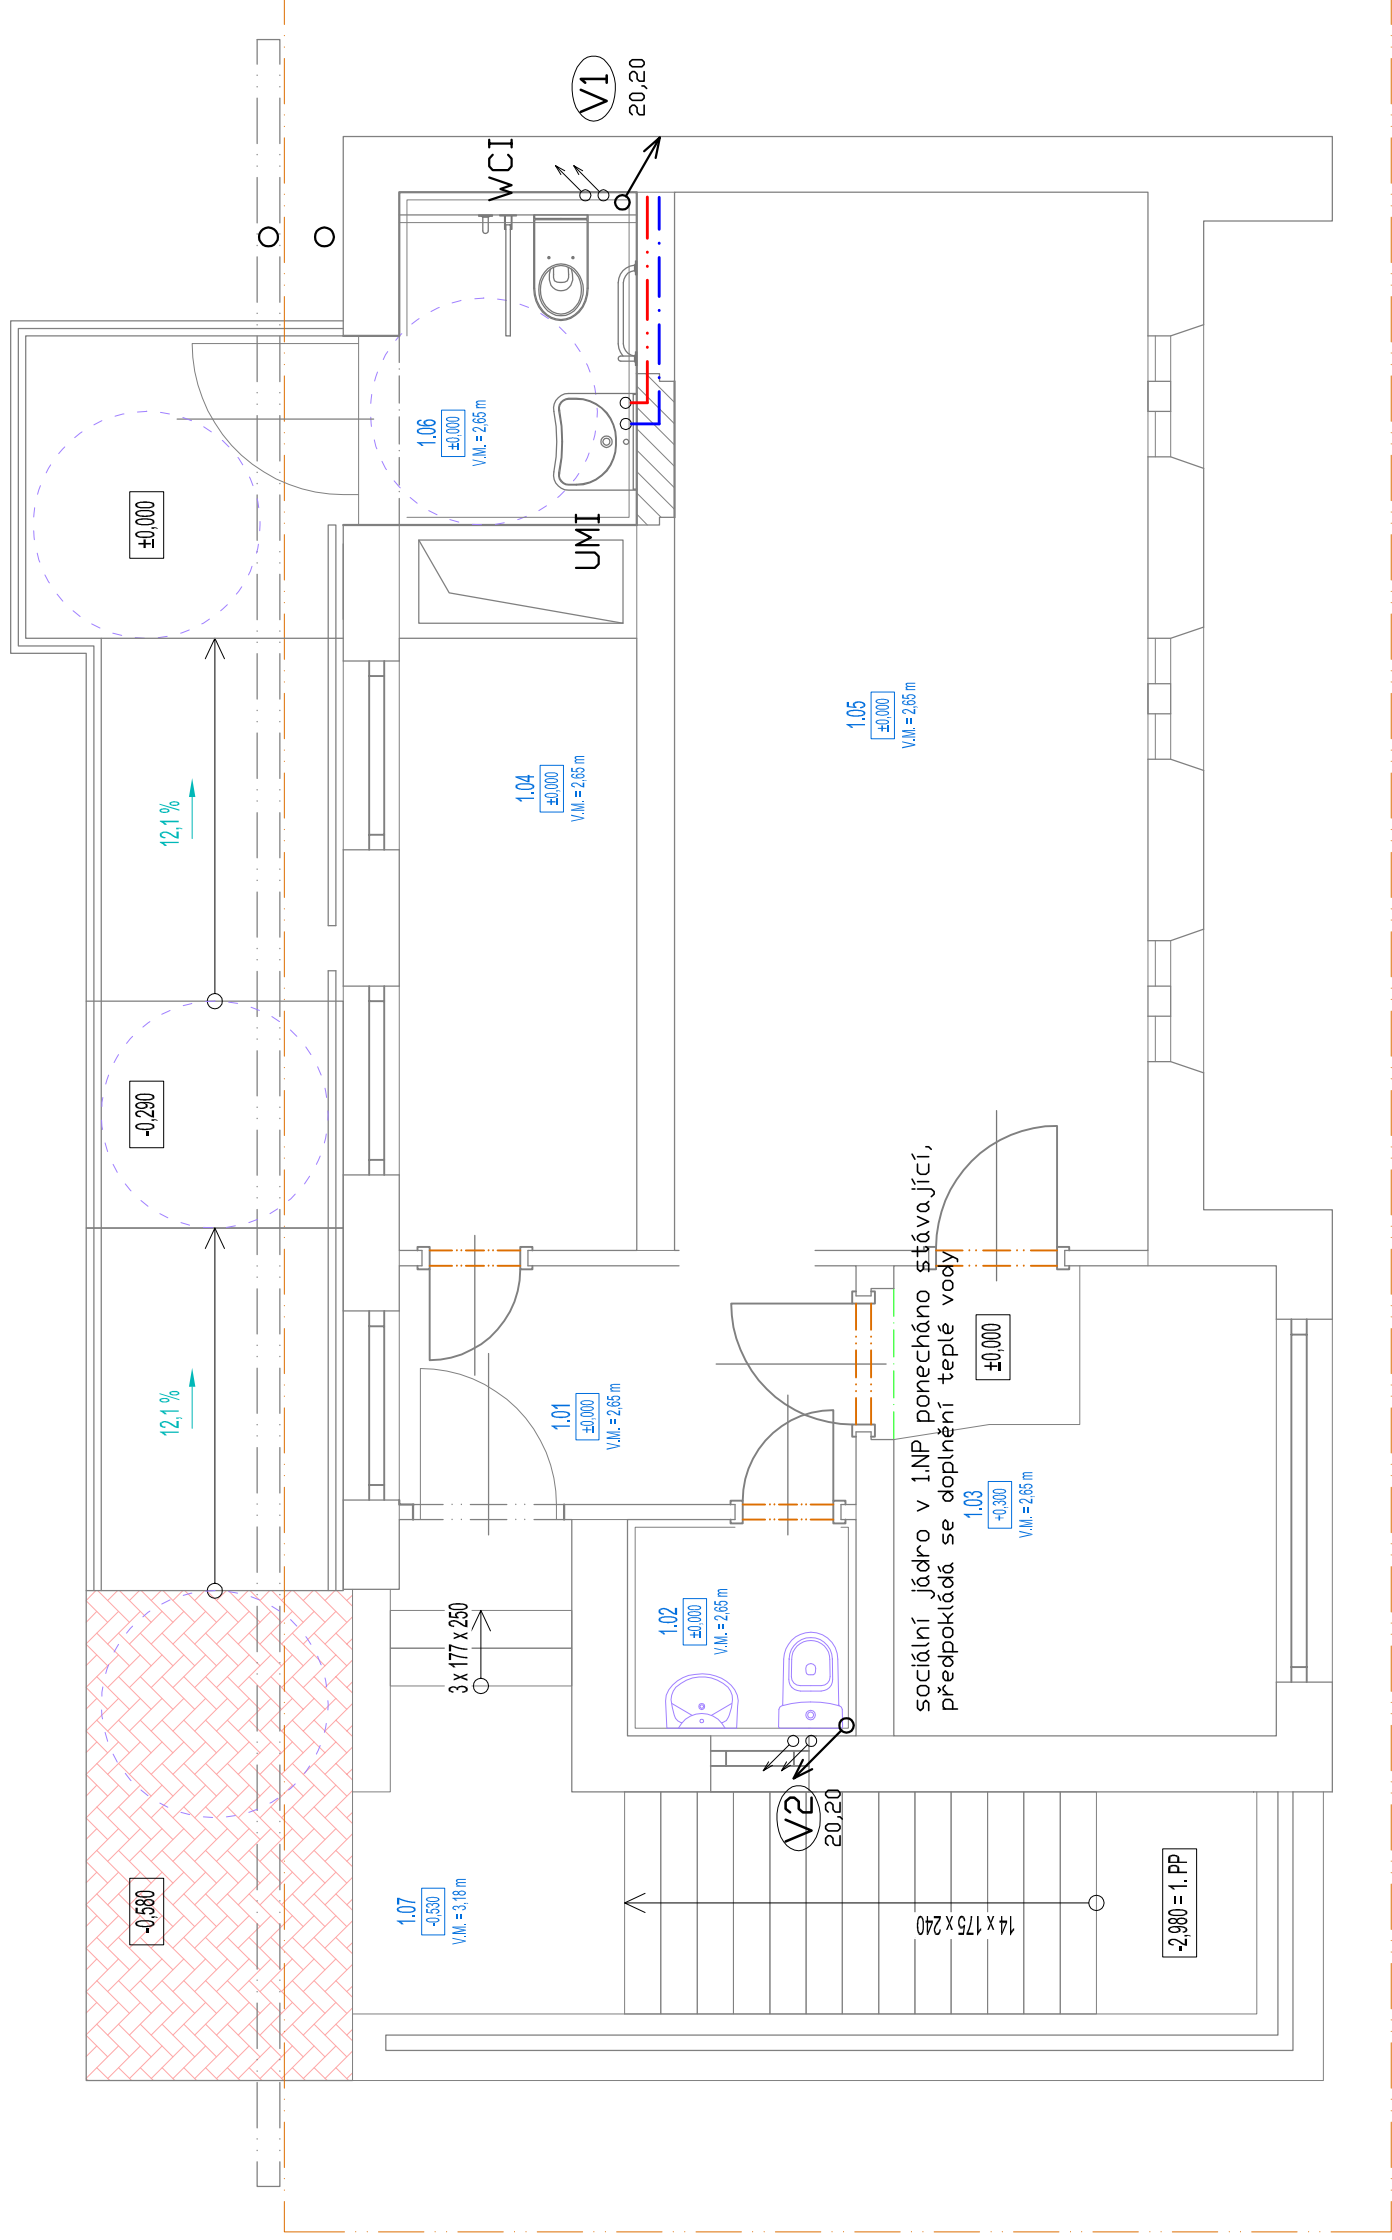 V1
20,20
WCI
1.06
±0,000
V.M. = 2,65 m
±0,000
UMI
1.05
±0,000
V.M. = 2,65 m
1.04
±0,000
V.M. = 2,65 m
12,1 %
-0,290
12,1 %
1.01
±0,000
V.M. = 2,65 m
±0,000
sociální jádro v 1.NP ponecháno stávající,
předpokládá se doplnění teplé vody
1.03
+0,300
V.M. = 2,65 m
1.02
±0,000
V.M. = 2,65 m
3 x 177 x 250
V2
20,20
-0,580
1.07
-0,530
V.M. = 3,18 m
14 x 175 x 240
-2,980 = 1. PP